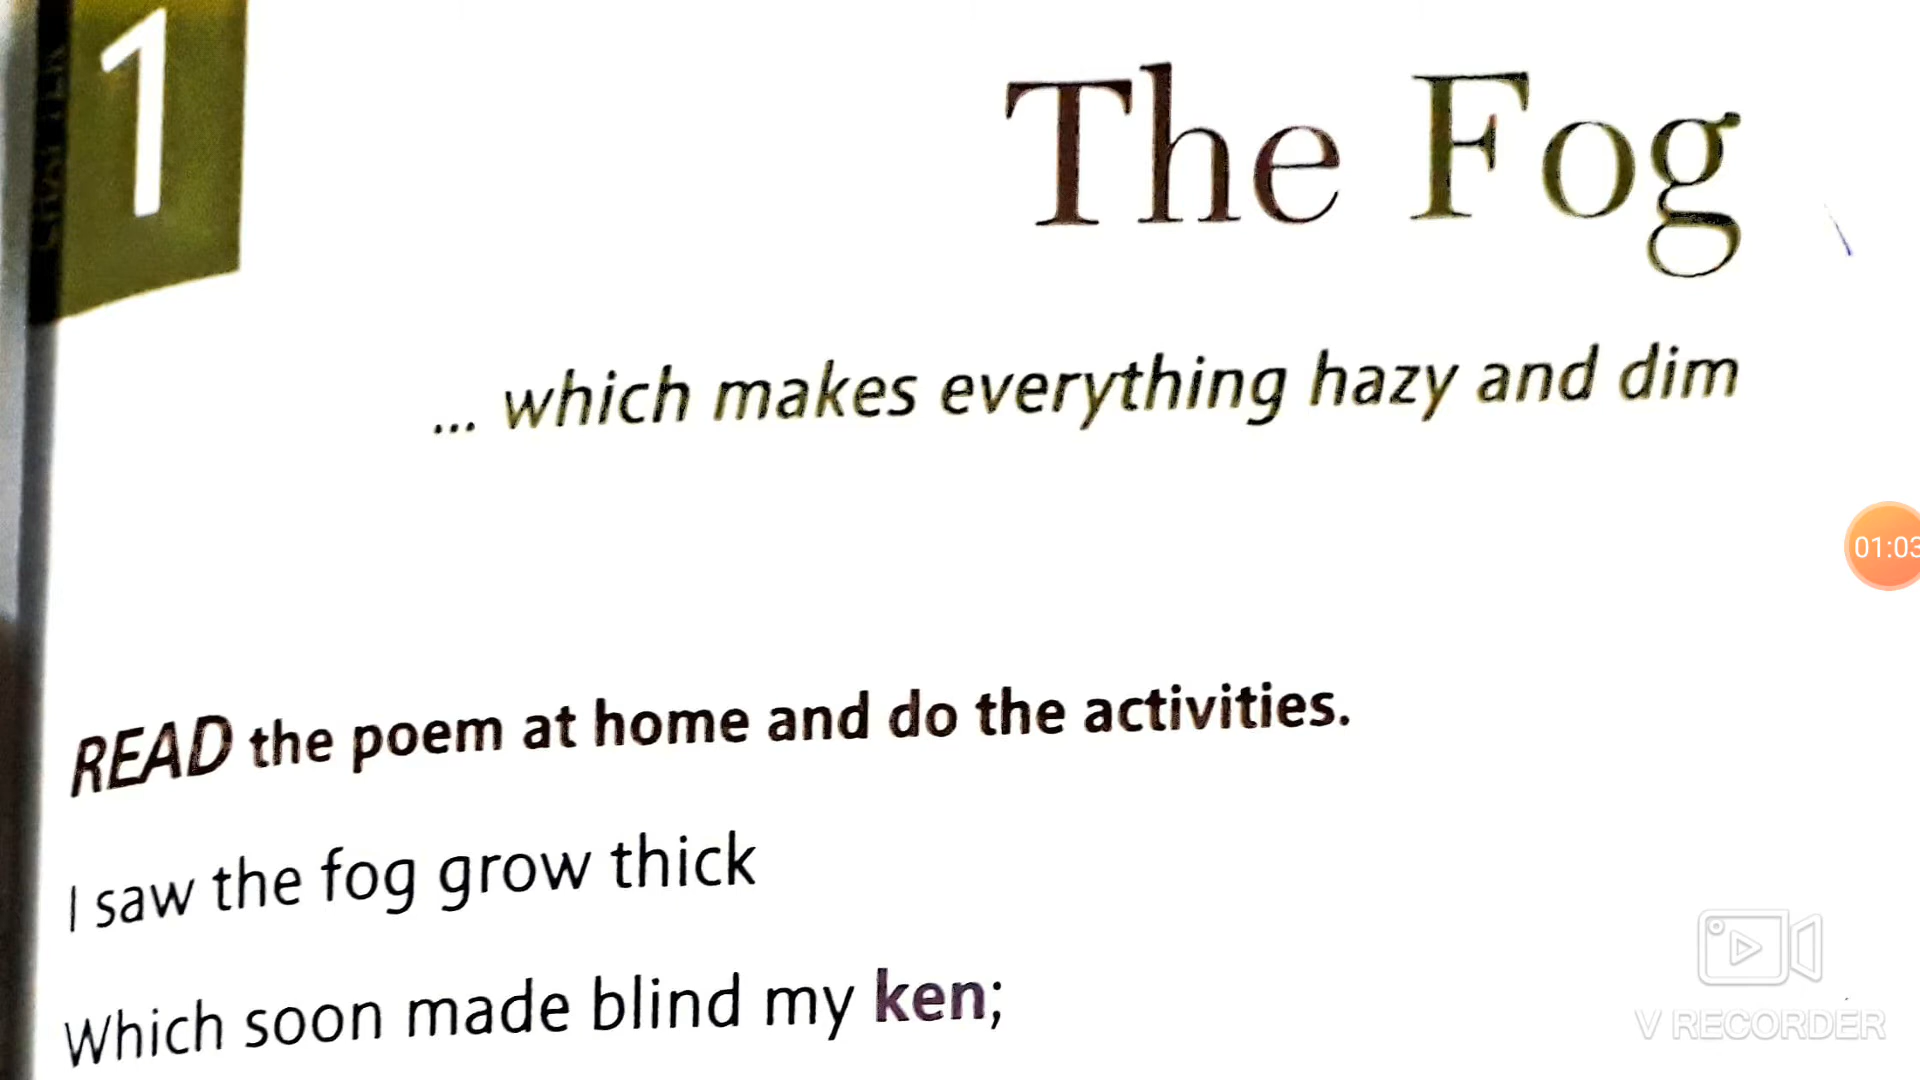 CHAPTER
1
The Fog
... which makes everything hazy and dim
READ the poem at home and do the activities.
I saw the fog grow thick
Which soon made blind my ken;
01:03
V RECORDER